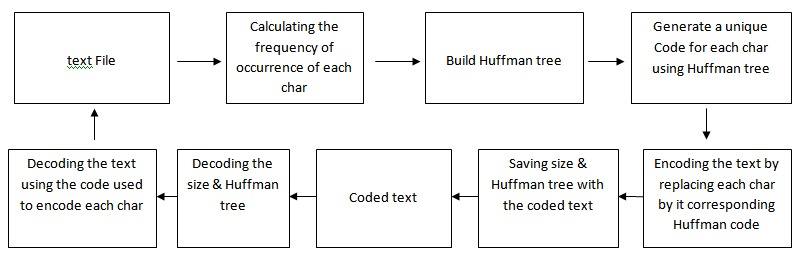 text File
Calculating the
frequency of
occurrence of each
char
Build Huffman tree
Generate a unique
Code for each char
using Huffman tree
Encoding the text by
replacing each char
by it corresponding
Huffman code
Saving size &
Huffman tree with
the coded text
Coded text
Decoding the
size & Huffman
tree
Decoding the text
using the code used
to encode each char